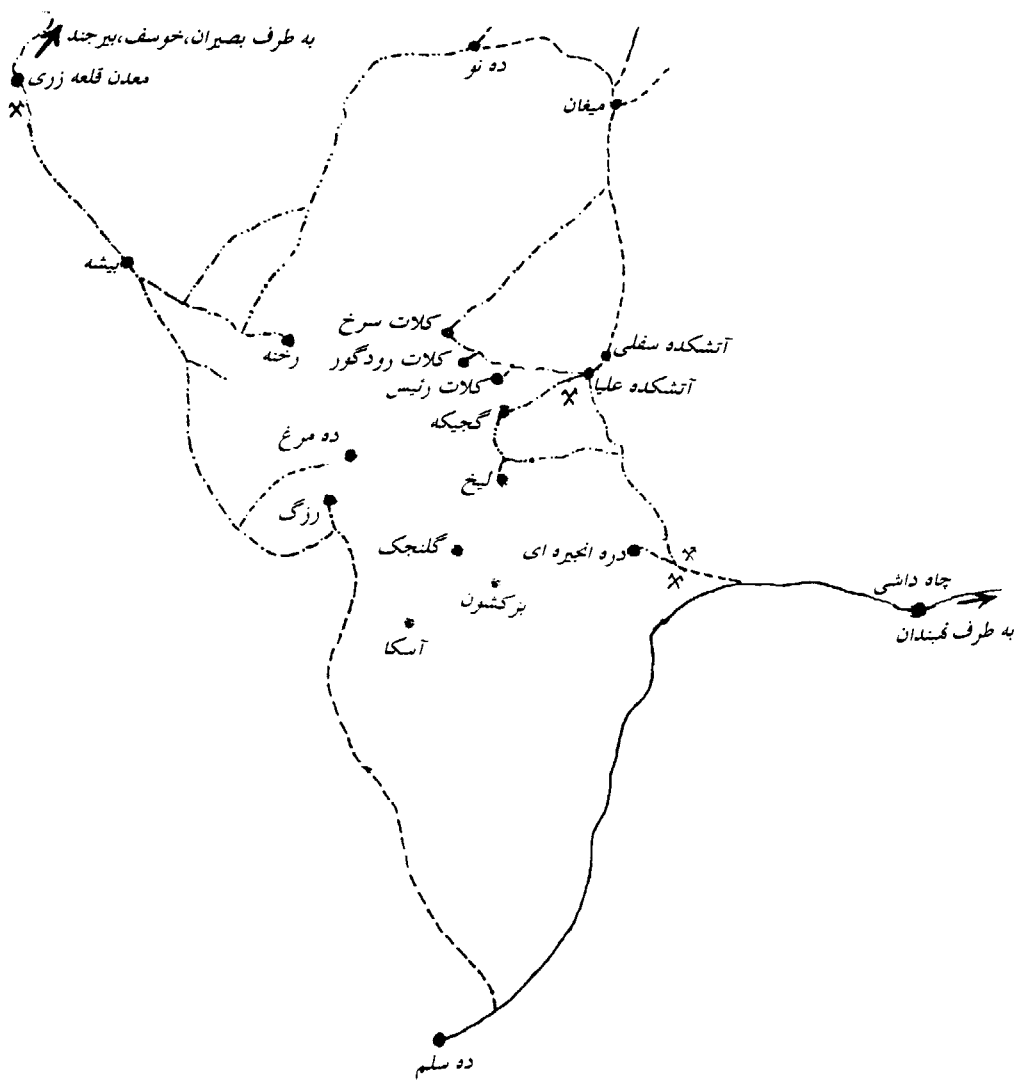 به طرف بصیران،خوسف،بیرجند
معدن قلعه زری
ده نو
میغان
بیشه
کلات سرخ
رخنه
کلات رودگور
آتشکده سفلی
کلات رئیس
آتشکده علیا
گجیکه
ده مرغ
لیخ
رزگ
گلنجک
دره انجیره ای
بزکشون
چاه داشی
به طرف نهبندان
آسکا
ده سلم